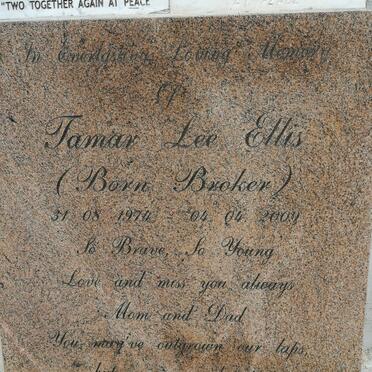 "TWO TOGETHER AGAIN AT PEACE
In Everlasting Loving Memory
Of
Tamar Lee Ellis
(Born Broker)
31 08 1974 04 04 2009
So Brave, So Young
Love and miss you always
Mom and Dad
You may've outgrown our laps,